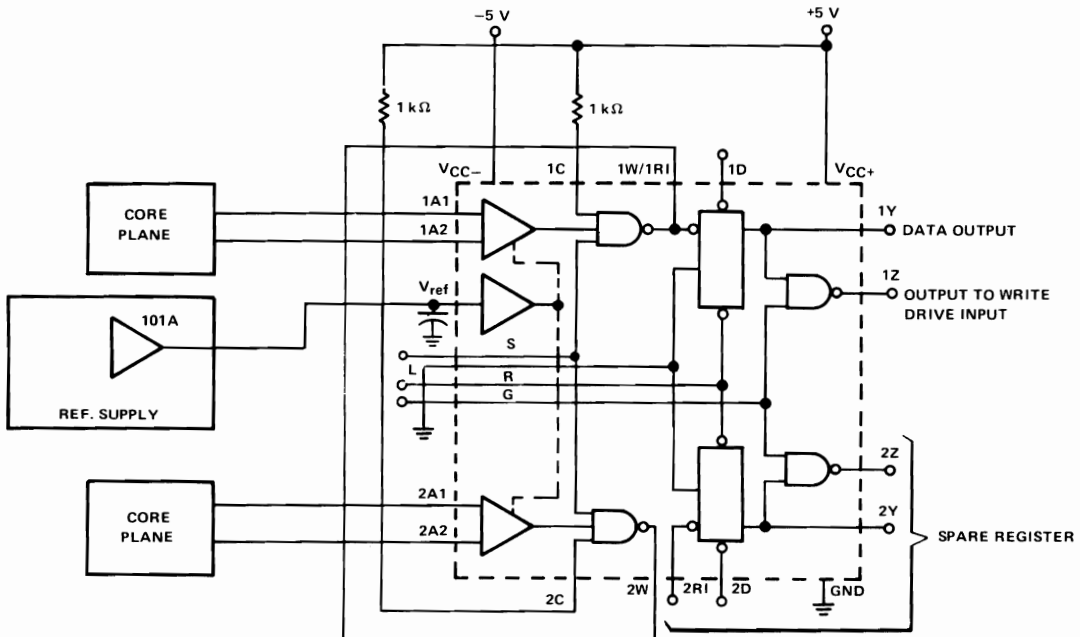 −5 V
+5 V
1 kΩ
1 kΩ
VCC−
1C
1W/1RI
1D
VCC+
CORE
PLANE
1A1
1A2
1Y
DATA OUTPUT
1Z
OUTPUT TO WRITE
DRIVE INPUT
Vref
101A
REF. SUPPLY
S
L
R
G
CORE
PLANE
2A1
2A2
2Z
2Y
SPARE REGISTER
2C
2W
2RI
2D
GND